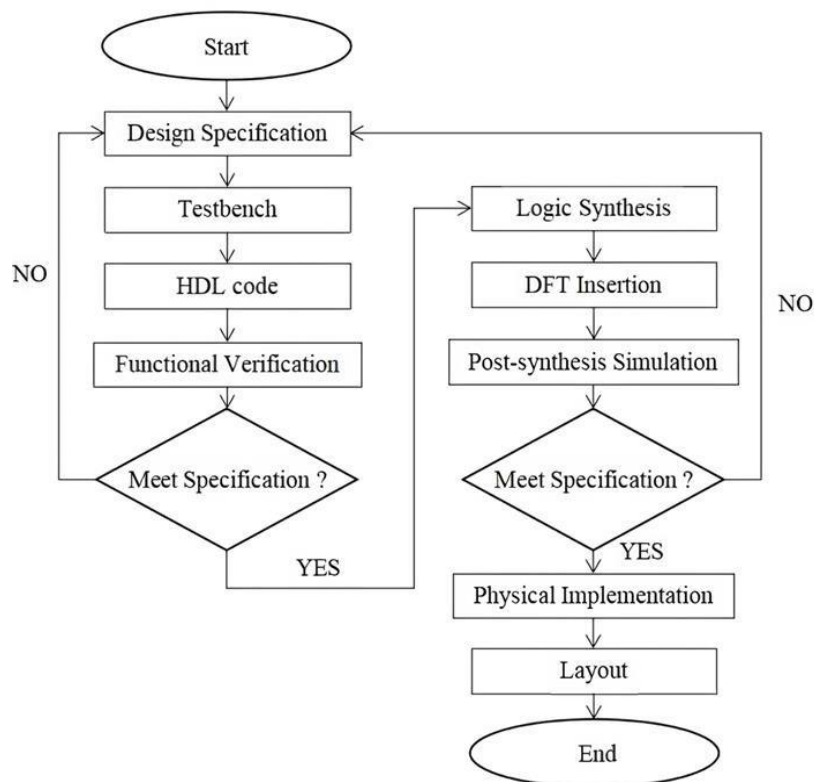 Start
Design Specification
Testbench
HDL code
Functional Verification
Meet Specification ?
NO
YES
Logic Synthesis
DFT Insertion
Post-synthesis Simulation
Meet Specification ?
NO
YES
Physical Implementation
Layout
End